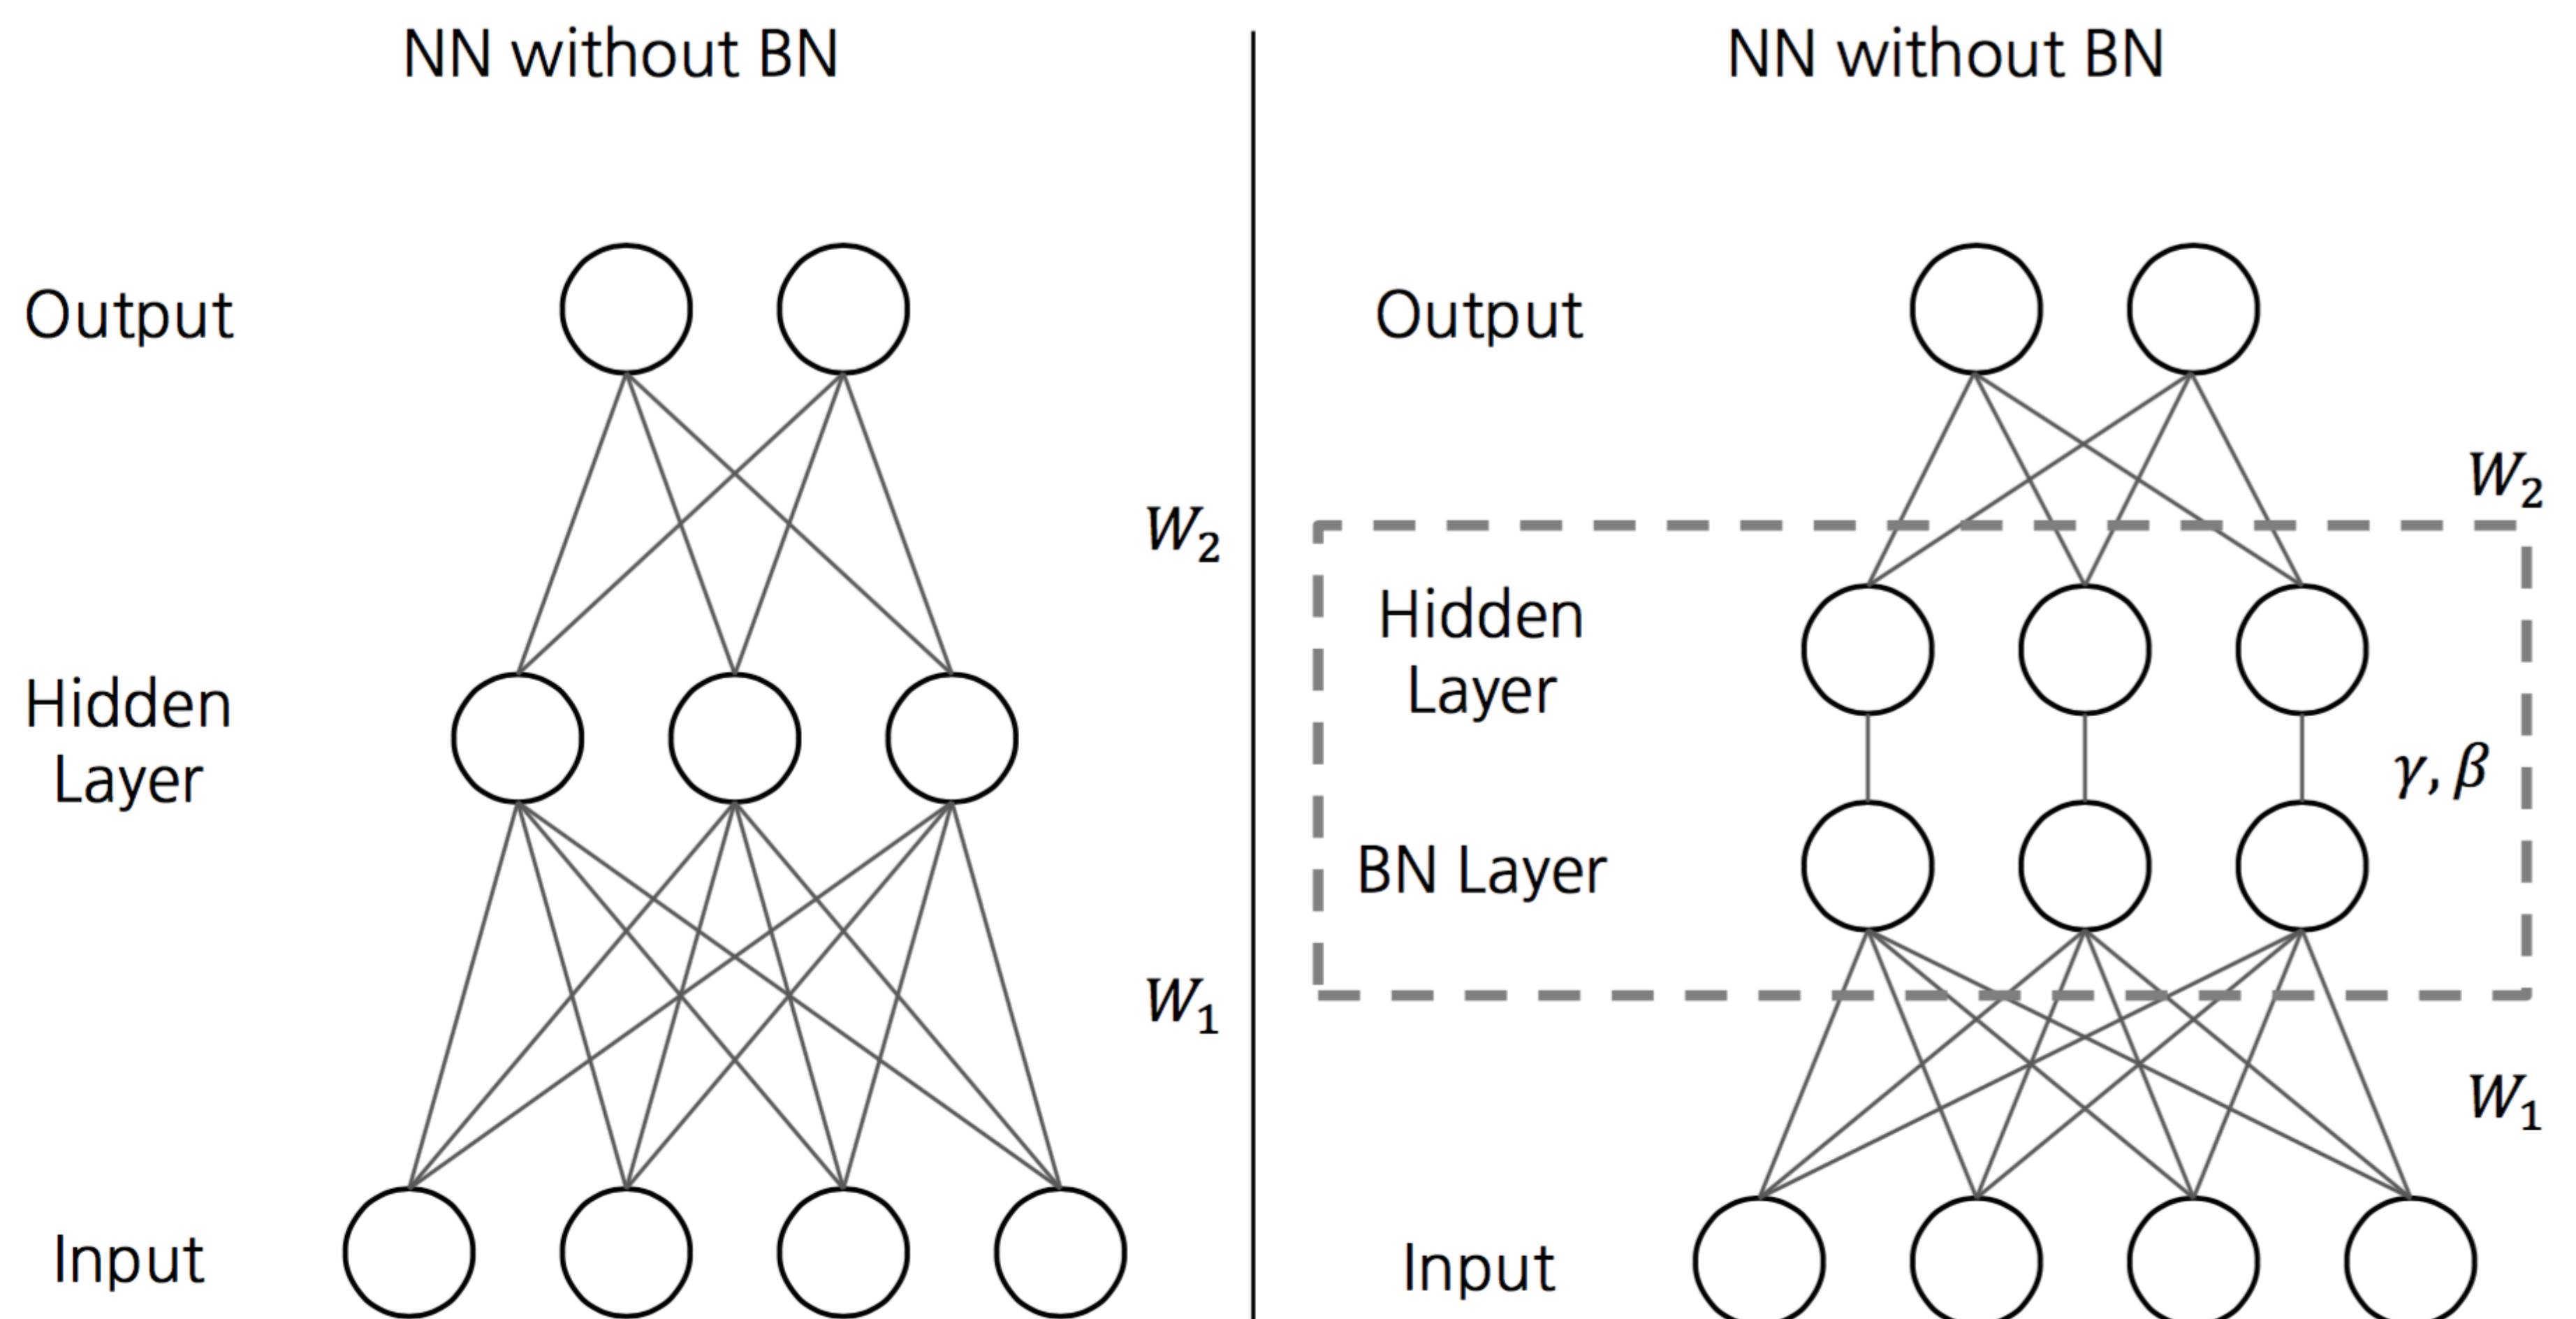 NN without BN
Output
W₂
Hidden
Layer
W₁
Input
NN without BN
Output
W₂
Hidden
Layer
γ, β
BN Layer
W₁
Input